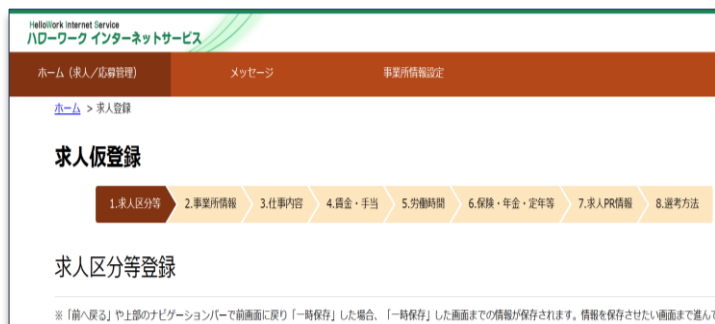 HelloWork Internet Service
ハローワーク インターネットサービス
ホーム（求人／応募管理） メッセージ 事業所情報設定
ホーム > 求人登録
求人仮登録
1.求人区分等 2.事業所情報 3.仕事内容 4.賃金・手当 5.労働時間 6.保険・年金・定年等 7.求人PR情報 8.選考方法
求人区分等登録
※「前へ戻る」や上部のナビゲーションバーで前画面に戻り「一時保存」した場合、「一時保存」した画面までの情報が保存されます。情報を保存させたい画面まで進んで